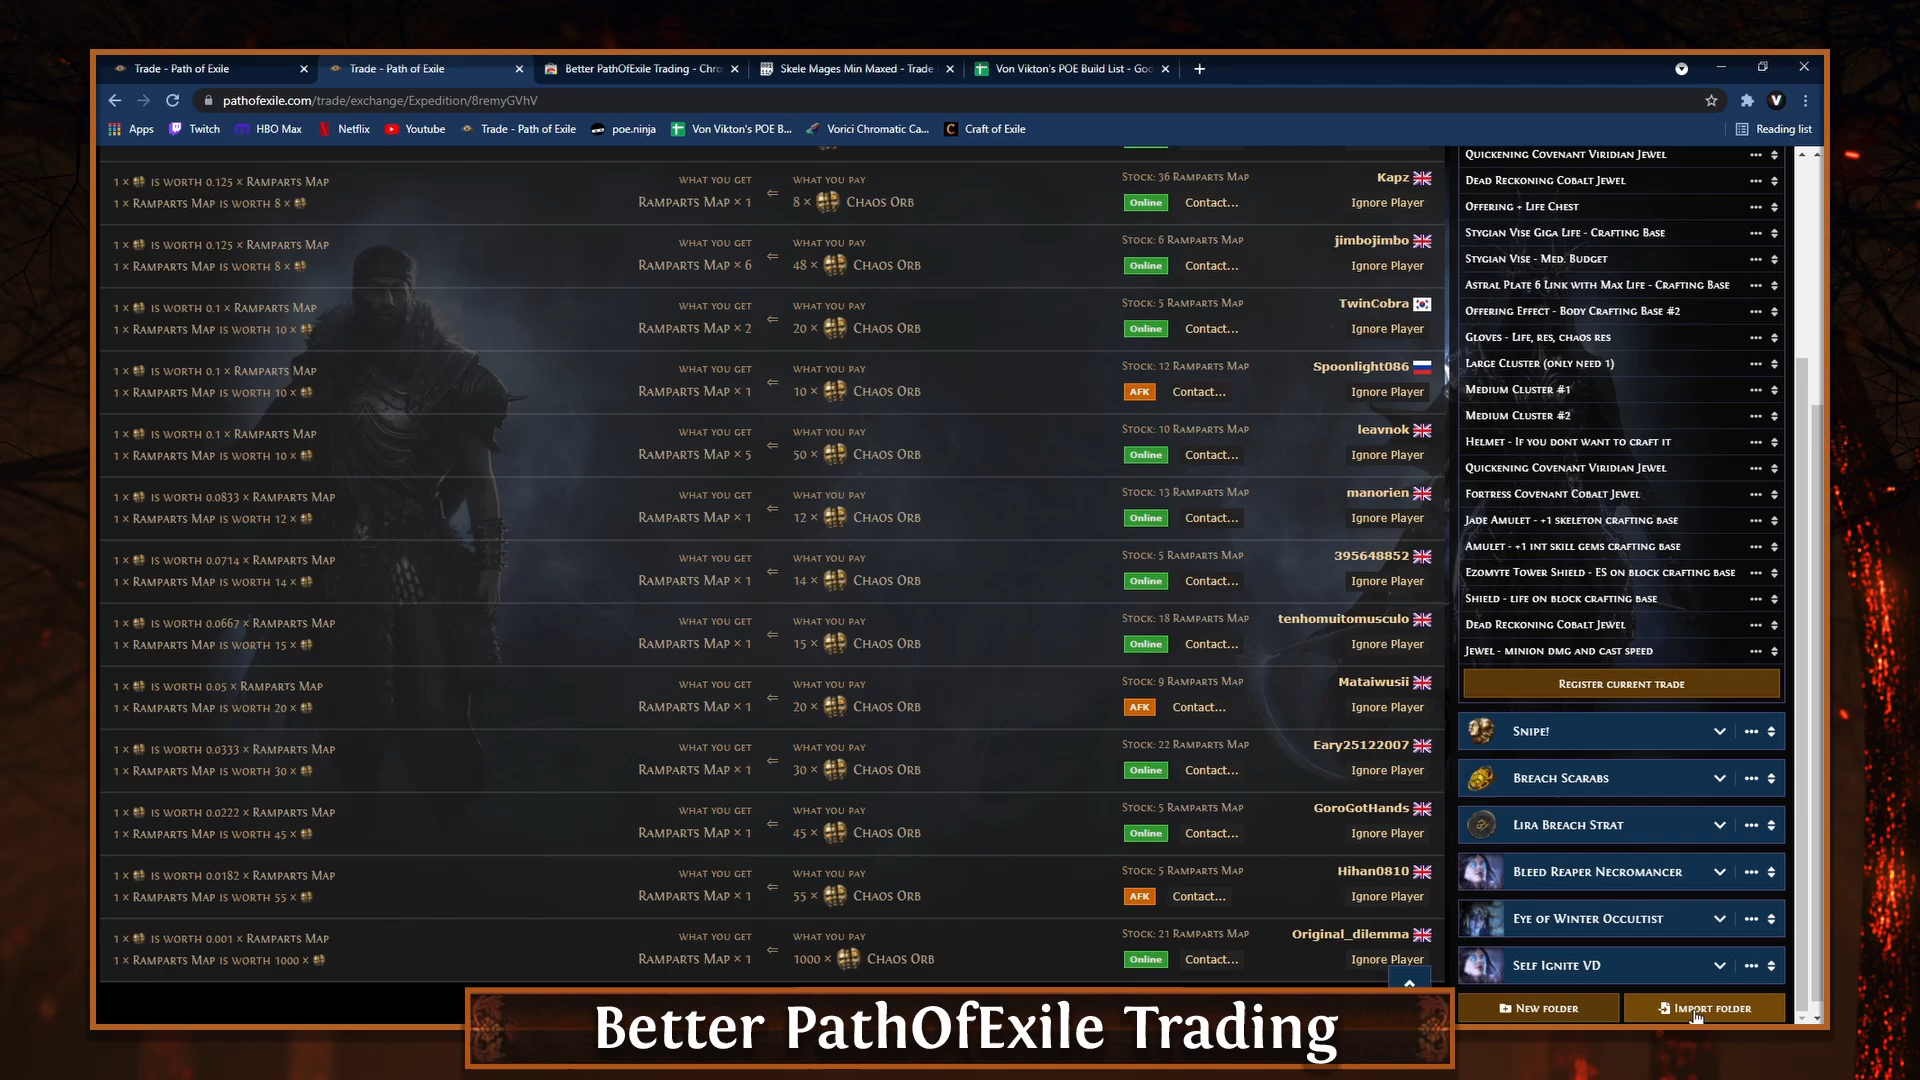 Trade - Path of Exile
Trade - Path of Exile
Better PathOfExile Trading - Chro
Skele Mages Min Maxed - Trade
Von Vikton's POE Build List - Goo
pathofexile.com/trade/exchange/Expedition/8remyGVhV
V
Apps
Twitch
HBO Max
Netflix
Youtube
Trade - Path of Exile
poe.ninja
Von Vikton's POE B...
Vorici Chromatic Ca...
Craft of Exile
Reading list
1 × IS WORTH 0.125 × RAMPARTS MAP
1 × RAMPARTS MAP IS WORTH 8 ×
WHAT YOU GET
RAMPARTS MAP × 1
WHAT YOU PAY
8 × CHAOS ORB
STOCK: 36 RAMPARTS MAP
Online Contact...
Kapz
Ignore Player
1 × IS WORTH 0.125 × RAMPARTS MAP
1 × RAMPARTS MAP IS WORTH 8 ×
WHAT YOU GET
RAMPARTS MAP × 6
WHAT YOU PAY
48 × CHAOS ORB
STOCK: 6 RAMPARTS MAP
Online Contact...
jimbojimbo
Ignore Player
1 × IS WORTH 0.1 × RAMPARTS MAP
1 × RAMPARTS MAP IS WORTH 10 ×
WHAT YOU GET
RAMPARTS MAP × 2
WHAT YOU PAY
20 × CHAOS ORB
STOCK: 5 RAMPARTS MAP
Online Contact...
TwinCobra
Ignore Player
1 × IS WORTH 0.1 × RAMPARTS MAP
1 × RAMPARTS MAP IS WORTH 10 ×
WHAT YOU GET
RAMPARTS MAP × 1
WHAT YOU PAY
10 × CHAOS ORB
STOCK: 12 RAMPARTS MAP
AFK Contact...
Spoonlight086
Ignore Player
1 × IS WORTH 0.1 × RAMPARTS MAP
1 × RAMPARTS MAP IS WORTH 10 ×
WHAT YOU GET
RAMPARTS MAP × 5
WHAT YOU PAY
50 × CHAOS ORB
STOCK: 10 RAMPARTS MAP
Online Contact...
leavnok
Ignore Player
1 × IS WORTH 0.0833 × RAMPARTS MAP
1 × RAMPARTS MAP IS WORTH 12 ×
WHAT YOU GET
RAMPARTS MAP × 1
WHAT YOU PAY
12 × CHAOS ORB
STOCK: 13 RAMPARTS MAP
Online Contact...
manorien
Ignore Player
1 × IS WORTH 0.0714 × RAMPARTS MAP
1 × RAMPARTS MAP IS WORTH 14 ×
WHAT YOU GET
RAMPARTS MAP × 1
WHAT YOU PAY
14 × CHAOS ORB
STOCK: 5 RAMPARTS MAP
Online Contact...
395648852
Ignore Player
1 × IS WORTH 0.0667 × RAMPARTS MAP
1 × RAMPARTS MAP IS WORTH 15 ×
WHAT YOU GET
RAMPARTS MAP × 1
WHAT YOU PAY
15 × CHAOS ORB
STOCK: 18 RAMPARTS MAP
Online Contact...
tenhomuitomusculo
Ignore Player
1 × IS WORTH 0.05 × RAMPARTS MAP
1 × RAMPARTS MAP IS WORTH 20 ×
WHAT YOU GET
RAMPARTS MAP × 1
WHAT YOU PAY
20 × CHAOS ORB
STOCK: 9 RAMPARTS MAP
AFK Contact...
Mataiwusii
Ignore Player
1 × IS WORTH 0.0333 × RAMPARTS MAP
1 × RAMPARTS MAP IS WORTH 30 ×
WHAT YOU GET
RAMPARTS MAP × 1
WHAT YOU PAY
30 × CHAOS ORB
STOCK: 22 RAMPARTS MAP
Online Contact...
Eary25122007
Ignore Player
1 × IS WORTH 0.0222 × RAMPARTS MAP
1 × RAMPARTS MAP IS WORTH 45 ×
WHAT YOU GET
RAMPARTS MAP × 1
WHAT YOU PAY
45 × CHAOS ORB
STOCK: 5 RAMPARTS MAP
Online Contact...
GoroGotHands
Ignore Player
1 × IS WORTH 0.0182 × RAMPARTS MAP
1 × RAMPARTS MAP IS WORTH 55 ×
WHAT YOU GET
RAMPARTS MAP × 1
WHAT YOU PAY
55 × CHAOS ORB
STOCK: 5 RAMPARTS MAP
AFK Contact...
Hihan0810
Ignore Player
1 × IS WORTH 0.001 × RAMPARTS MAP
1 × RAMPARTS MAP IS WORTH 1000 ×
WHAT YOU GET
RAMPARTS MAP × 1
WHAT YOU PAY
1000 × CHAOS ORB
STOCK: 21 RAMPARTS MAP
Online Contact...
Original_dilemma
Ignore Player
QUICKENING COVENANT VIRIDIAN JEWEL
DEAD RECKONING COBALT JEWEL
OFFERING + LIFE CHEST
STYGIAN VISE GIGA LIFE - CRAFTING BASE
STYGIAN VISE - MED. BUDGET
ASTRAL PLATE 6 LINK WITH MAX LIFE - CRAFTING BASE
OFFERING EFFECT - BODY CRAFTING BASE #2
GLOVES - LIFE, RES, CHAOS RES
LARGE CLUSTER (ONLY NEED 1)
MEDIUM CLUSTER #1
MEDIUM CLUSTER #2
HELMET - IF YOU DONT WANT TO CRAFT IT
QUICKENING COVENANT VIRIDIAN JEWEL
FORTRESS COVENANT COBALT JEWEL
JADE AMULET - +1 SKELETON CRAFTING BASE
AMULET - +1 INT SKILL GEMS CRAFTING BASE
EZOMYTE TOWER SHIELD - ES ON BLOCK CRAFTING BASE
SHIELD - LIFE ON BLOCK CRAFTING BASE
DEAD RECKONING COBALT JEWEL
JEWEL - MINION DMG AND CAST SPEED
REGISTER CURRENT TRADE
SNIPE!
BREACH SCARABS
LIRA BREACH STRAT
BLEED REAPER NECROMANCER
EYE OF WINTER OCCULTIST
SELF IGNITE VD
NEW FOLDER
IMPORT FOLDER
Better PathOfExile Trading